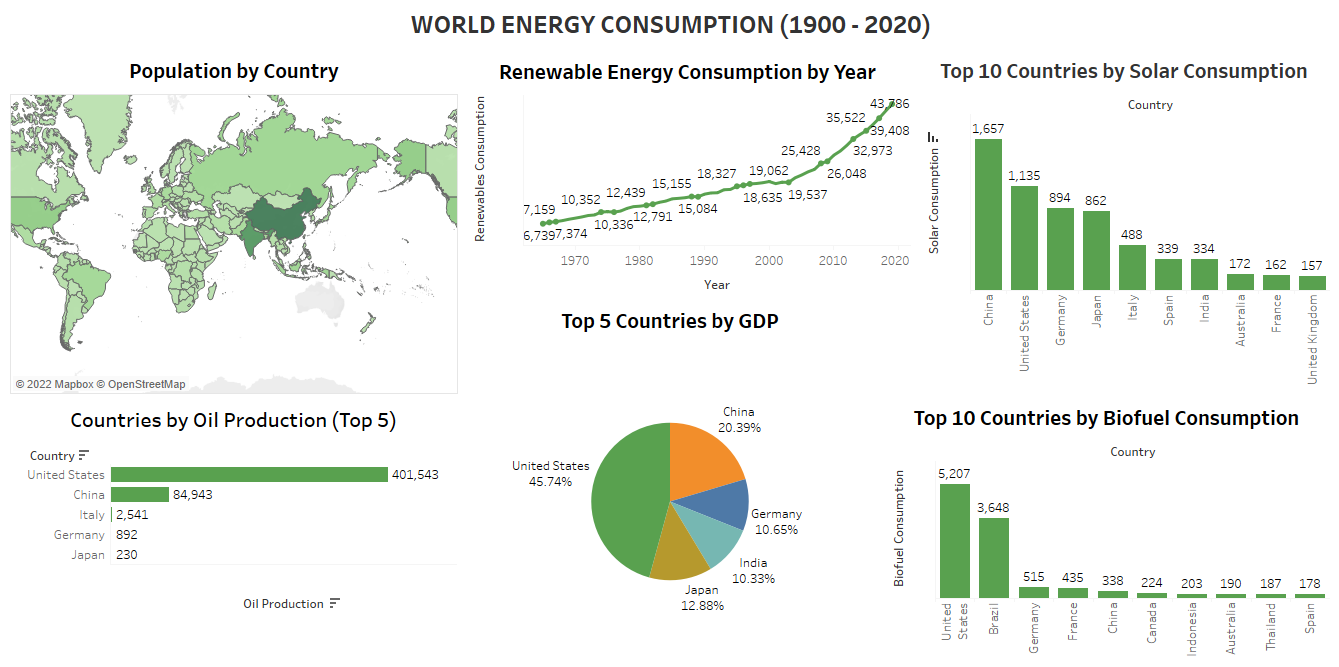 WORLD ENERGY CONSUMPTION (1900 - 2020)
Population by Country
© 2022 Mapbox © OpenStreetMap
Renewable Energy Consumption by Year
Renewables Consumption
43,786
35,522
39,408
32,973
25,428
26,048
19,062
18,327
19,537
18,635
15,155
15,084
12,439
12,791
10,352
10,336
7,159
6,739
7,374
1970 1980 1990 2000 2010 2020
Year
Top 10 Countries by Solar Consumption
Country
Solar Consumption
1,657
1,135
894
862
488
339
334
172
162
157
China
United States
Germany
Japan
Italy
Spain
India
Australia
France
United Kingdom
Countries by Oil Production (Top 5)
Country
United States 401,543
China 84,943
Italy 2,541
Germany 892
Japan 230
Oil Production
Top 5 Countries by GDP
China
20.39%
United States
45.74%
Germany
10.65%
India
10.33%
Japan
12.88%
Top 10 Countries by Biofuel Consumption
Country
Biofuel Consumption
5,207
3,648
515
435
338
224
203
190
187
178
United
States
Brazil
Germany
France
China
Canada
Indonesia
Australia
Thailand
Spain